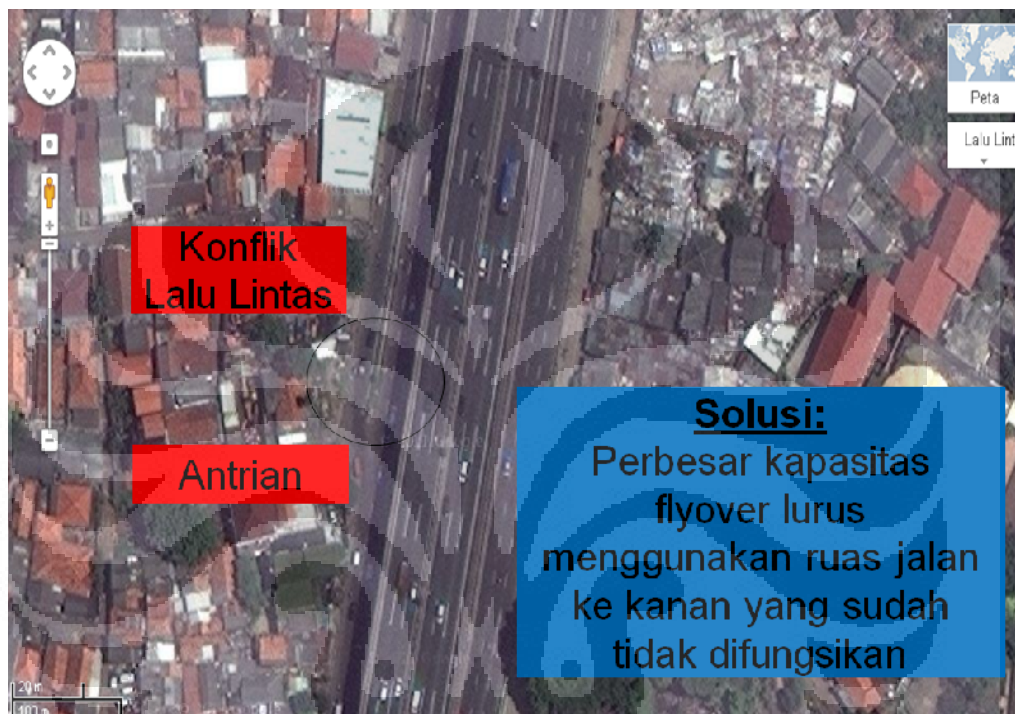 Peta
Lalu Lint
Konflik
Lalu Lintas
Antrian
Solusi:
Perbesar kapasitas
flyover lurus
menggunakan ruas jalan
ke kanan yang sudah
tidak difungsikan
20 m